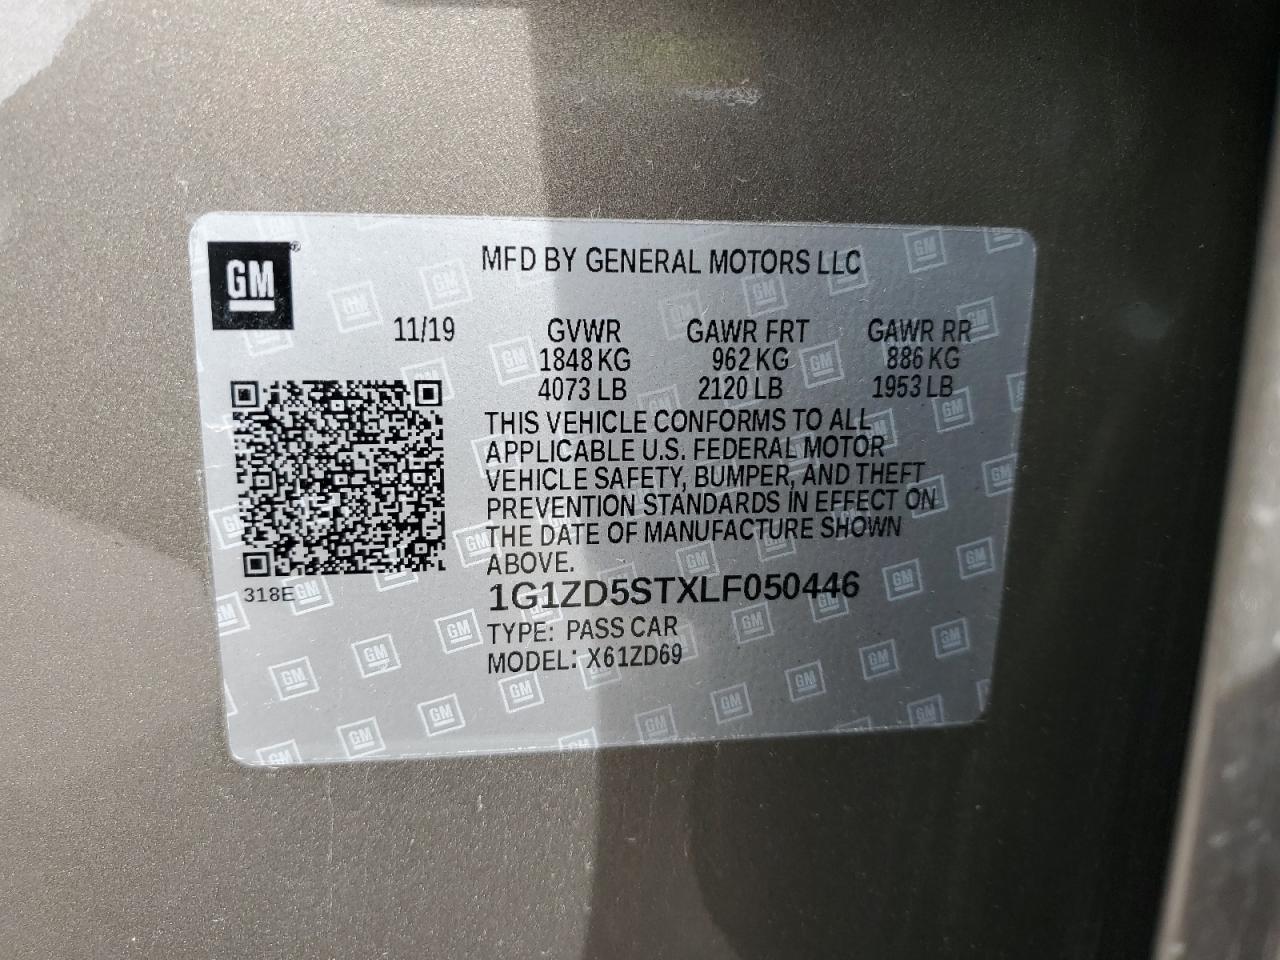 GM®
MFD BY GENERAL MOTORS LLC
11/19 GVWR GAWR FRT GAWR RR
1848 KG 962 KG 886 KG
4073 LB 2120 LB 1953 LB
THIS VEHICLE CONFORMS TO ALL
APPLICABLE U.S. FEDERAL MOTOR
VEHICLE SAFETY, BUMPER, AND THEFT
PREVENTION STANDARDS IN EFFECT ON
THE DATE OF MANUFACTURE SHOWN
ABOVE.
318E
1G1ZD5STXLF050446
TYPE: PASS CAR
MODEL: X61ZD69